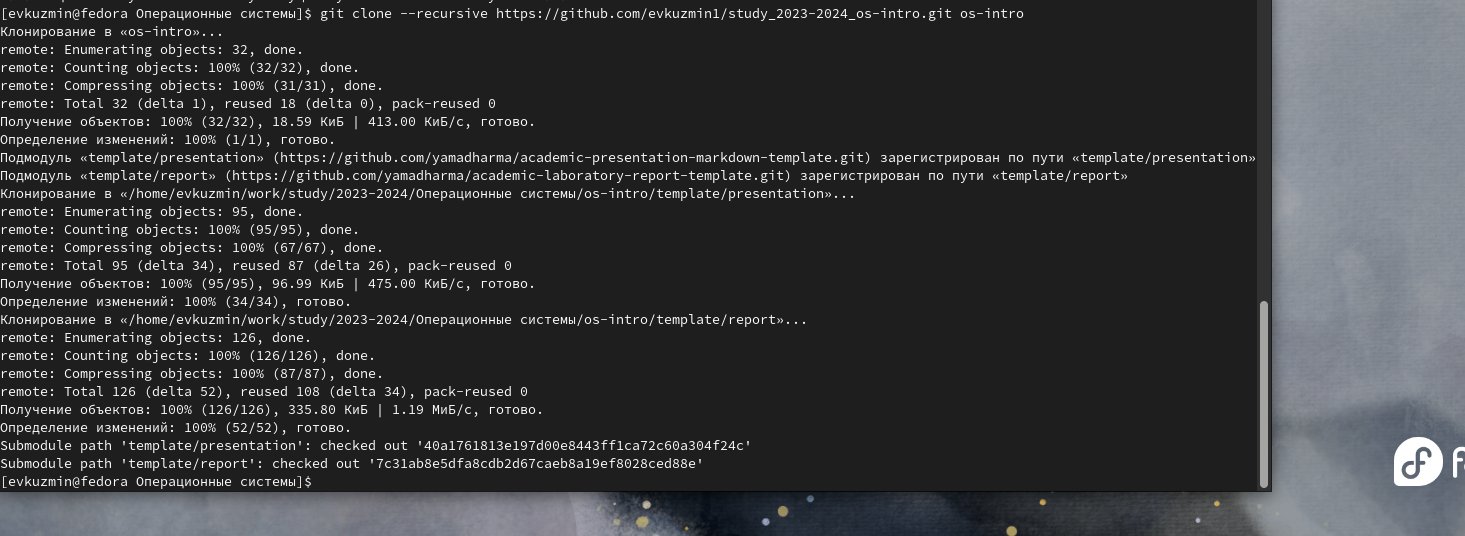 [evkuzmin@fedora Операционные системы]$ git clone --recursive https://github.com/evkuzmin1/study_2023-2024_os-intro.git os-intro
Клонирование в «os-intro»...
remote: Enumerating objects: 32, done.
remote: Counting objects: 100% (32/32), done.
remote: Compressing objects: 100% (31/31), done.
remote: Total 32 (delta 1), reused 18 (delta 0), pack-reused 0
Получение объектов: 100% (32/32), 18.59 КиБ | 413.00 КиБ/с, готово.
Определение изменений: 100% (1/1), готово.
Подмодуль «template/presentation» (https://github.com/yamadharma/academic-presentation-markdown-template.git) зарегистрирован по пути «template/presentation»
Подмодуль «template/report» (https://github.com/yamadharma/academic-laboratory-report-template.git) зарегистрирован по пути «template/report»
Клонирование в «/home/evkuzmin/work/study/2023-2024/Операционные системы/os-intro/template/presentation»...
remote: Enumerating objects: 95, done.
remote: Counting objects: 100% (95/95), done.
remote: Compressing objects: 100% (67/67), done.
remote: Total 95 (delta 34), reused 87 (delta 26), pack-reused 0
Получение объектов: 100% (95/95), 96.99 КиБ | 475.00 КиБ/с, готово.
Определение изменений: 100% (34/34), готово.
Клонирование в «/home/evkuzmin/work/study/2023-2024/Операционные системы/os-intro/template/report»...
remote: Enumerating objects: 126, done.
remote: Counting objects: 100% (126/126), done.
remote: Compressing objects: 100% (87/87), done.
remote: Total 126 (delta 52), reused 108 (delta 34), pack-reused 0
Получение объектов: 100% (126/126), 335.80 КиБ | 1.19 МиБ/с, готово.
Определение изменений: 100% (52/52), готово.
Submodule path 'template/presentation': checked out '40a1761813e197d00e8443ff1ca72c60a304f24c'
Submodule path 'template/report': checked out '7c31ab8e5dfa8cdb2d67caeb8a19ef8028ced88e'
[evkuzmin@fedora Операционные системы]$